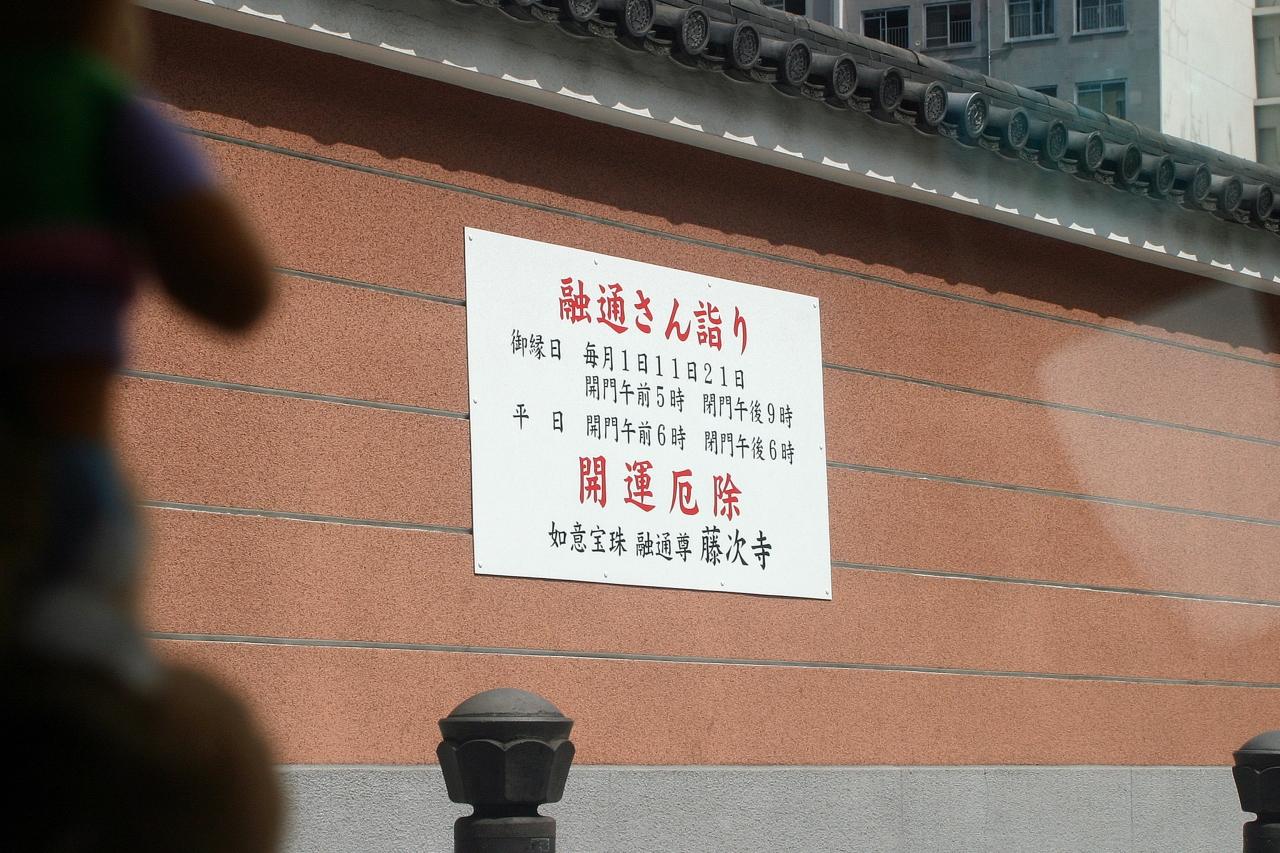 融通さん詣り
御縁日 毎月1日11日21日
開門午前5時 閉門午後9時
平日 開門午前6時 閉門午後6時
開運厄除
如意宝珠 融通尊 藤次寺